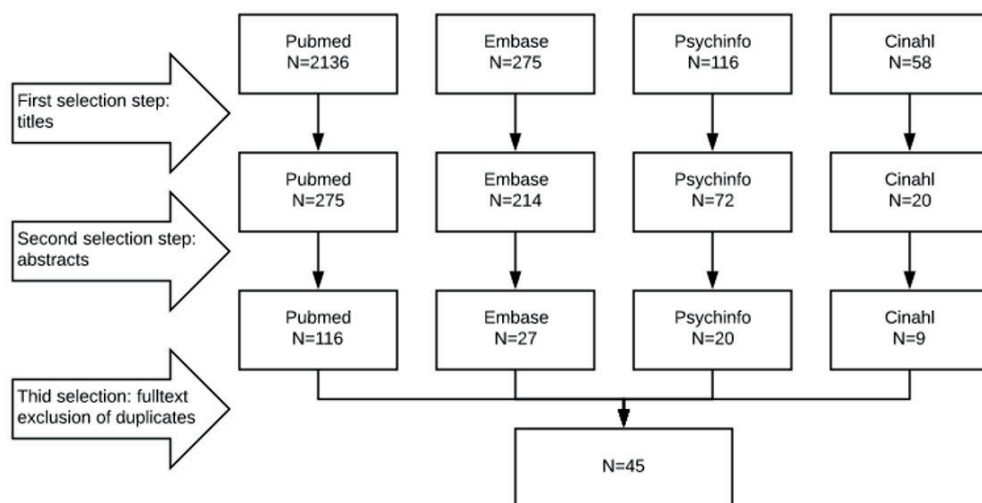 Pubmed
N=2136
Embase
N=275
Psychinfo
N=116
Cinahl
N=58
First selection step:
titles
Pubmed
N=275
Embase
N=214
Psychinfo
N=72
Cinahl
N=20
Second selection step:
abstracts
Pubmed
N=116
Embase
N=27
Psychinfo
N=20
Cinahl
N=9
Thid selection: fulltext
exclusion of duplicates
N=45